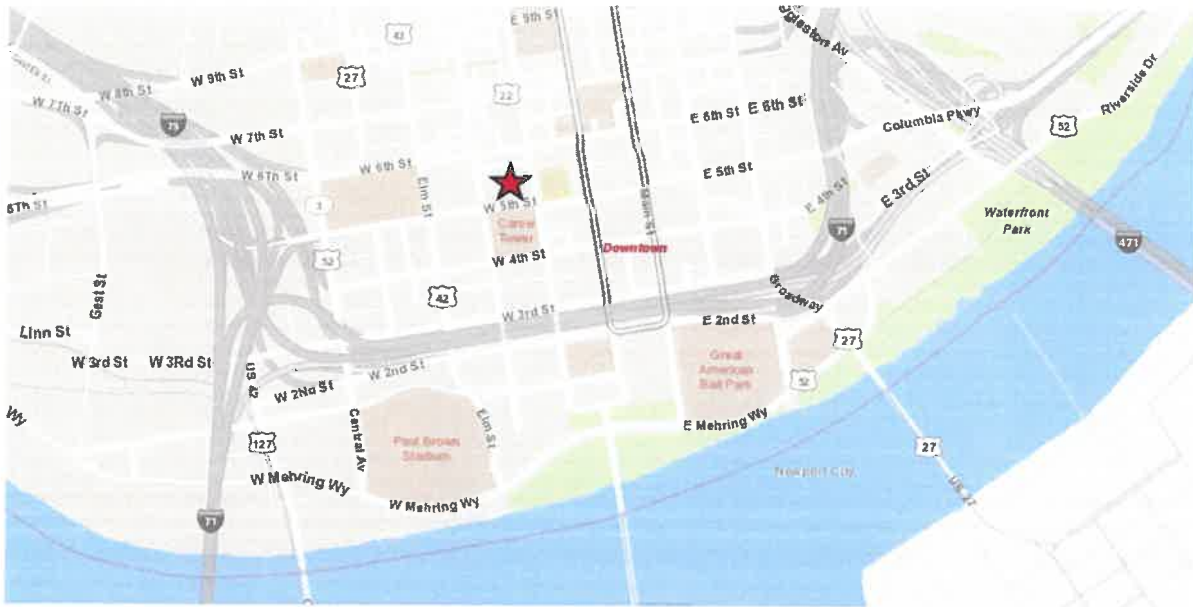 E 9th St
42
W 9th St
27
W 8th St
W 7Th St
75
W 7th St
22
E 6th St
E 6th St
Columbia Pkwy
52
Riverside Dr
W 6th St
W 6Th St
Elm St
E 5th St
W 5th St
E 4th St
E 3rd St
Main St
3
Waterfront
Park
W 4th St
Downtown
71
471
52
42
Gest St
Broadway
W 3rd St
E 2nd St
Linn St
27
W 3rd St
W 3Rd St
US 42
W 2nd St
Great
American
Ball Park
52
W 2Nd St
Wy
Central Av
Elm St
E Mehring Wy
127
Paul Brown
Stadium
27
W Mehring Wy
Newport City
US 27
W Mehring Wy
71